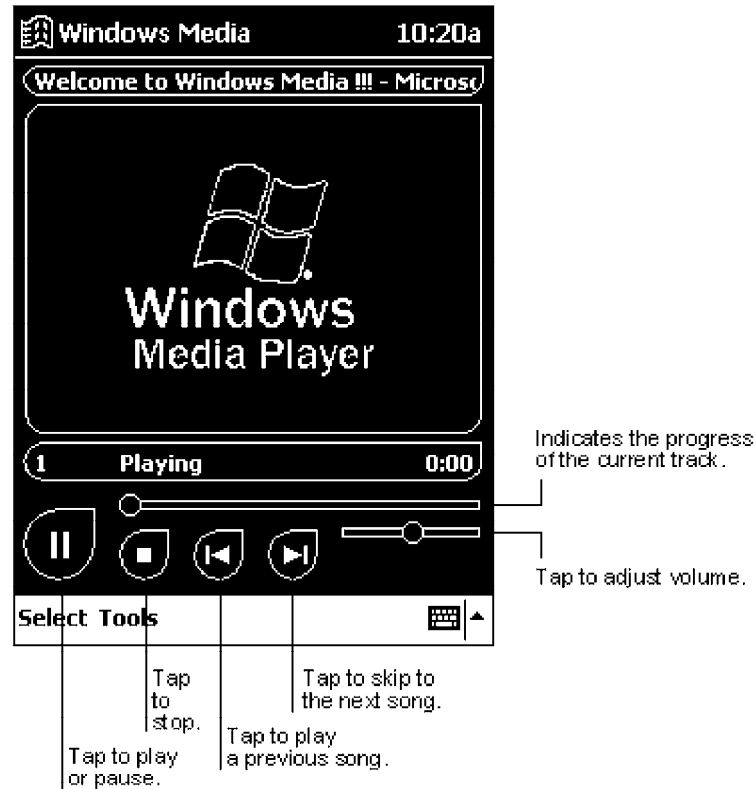 Windows Media 10:20a
Welcome to Windows Media !!! - Microso
Windows
Media Player
1 Playing 0:00
Indicates the progress
of the current track.
Tap to adjust volume.
Select Tools
Tap
to
stop.
Tap to skip to
the next song.
Tap to play
a previous song.
Tap to play
or pause.